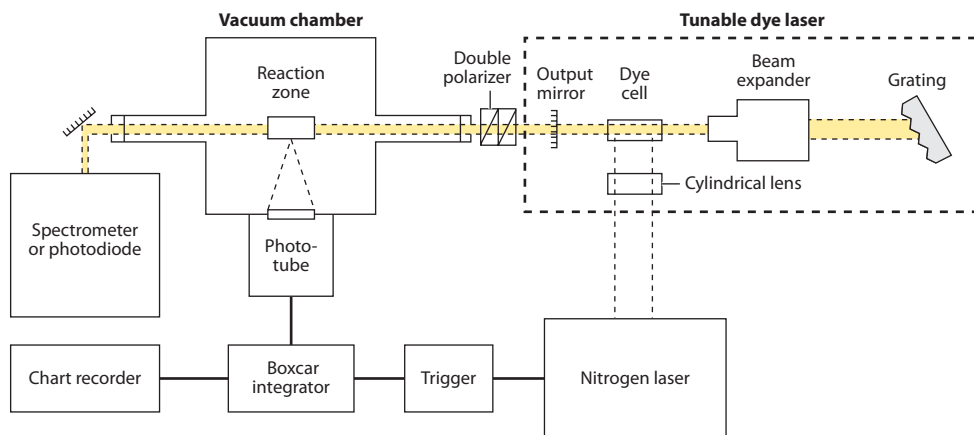 Vacuum chamber
Tunable dye laser
Reaction
zone
Double
polarizer
Output
mirror
Dye
cell
Beam
expander
Grating
Cylindrical lens
Spectrometer
or photodiode
Photo-
tube
Chart recorder
Boxcar
integrator
Trigger
Nitrogen laser